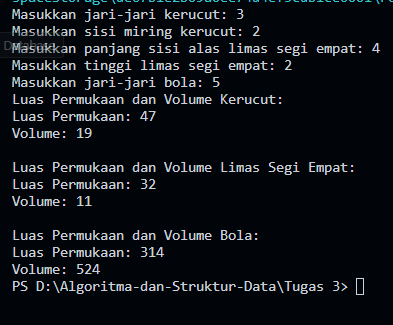 Masukkan jari-jari kerucut: 3
Masukkan sisi miring kerucut: 2
Masukkan panjang sisi alas limas segi empat: 4
Masukkan tinggi limas segi empat: 2
Masukkan jari-jari bola: 5
Luas Permukaan dan Volume Kerucut:
Luas Permukaan: 47
Volume: 19

Luas Permukaan dan Volume Limas Segi Empat:
Luas Permukaan: 32
Volume: 11

Luas Permukaan dan Volume Bola:
Luas Permukaan: 314
Volume: 524
PS D:\Algoritma-dan-Struktur-Data\Tugas 3>